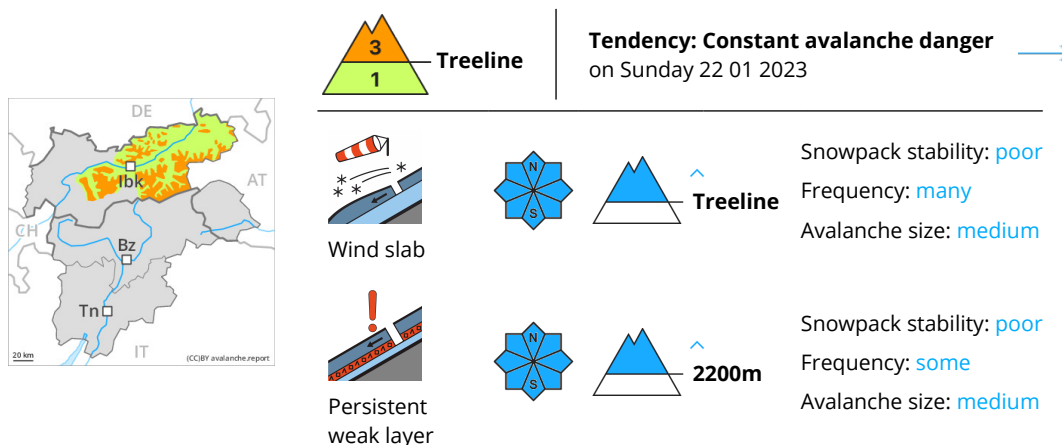 3
1
Treeline
Tendency: Constant avalanche danger
on Sunday 22 01 2023
DE
AT
Ibk
CH
Bz
Tn
IT
20 km
(CC)BY avalanche.report
Wind slab
N
S
Treeline
Snowpack stability: poor
Frequency: many
Avalanche size: medium
Persistent
weak layer
N
S
2200m
Snowpack stability: poor
Frequency: some
Avalanche size: medium